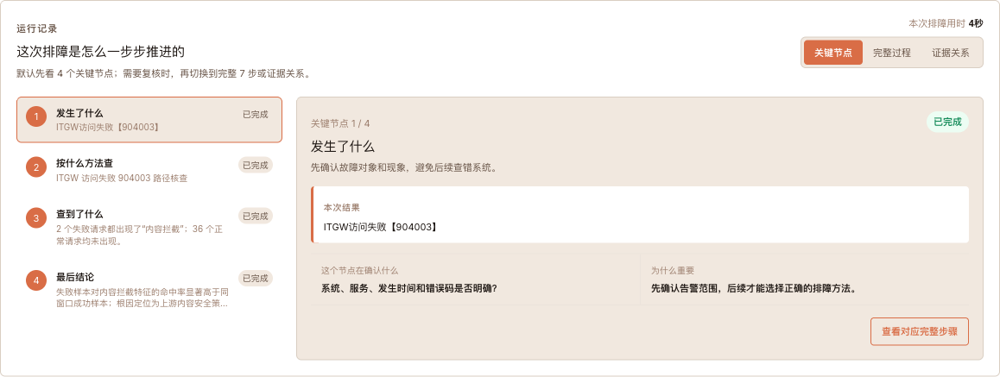 运行记录
本次排障用时 4秒
这次排障是怎么一步步推进的
关键节点
完整过程
证据关系
默认先看 4 个关键节点；需要复核时，再切换到完整 7 步或证据关系。
1
发生了什么
已完成
ITGW访问失败【904003】
2
按什么方法查
已完成
ITGW 访问失败 904003 路径核查
3
查到了什么
已完成
2 个失败请求都出现了“内容拦截”；36 个正
常请求均未出现。
4
最后结论
已完成
失败样本对内容拦截特征的命中率显著高于同
窗口成功样本；根因定位为上游内容安全策...
关键节点 1 / 4
已完成
发生了什么
先确认故障对象和现象，避免后续查错系统。
本次结果
ITGW访问失败【904003】
这个节点在确认什么
系统、服务、发生时间和错误码是否明确？
为什么重要
先确认告警范围，后续才能选择正确的排障方法。
查看对应完整步骤